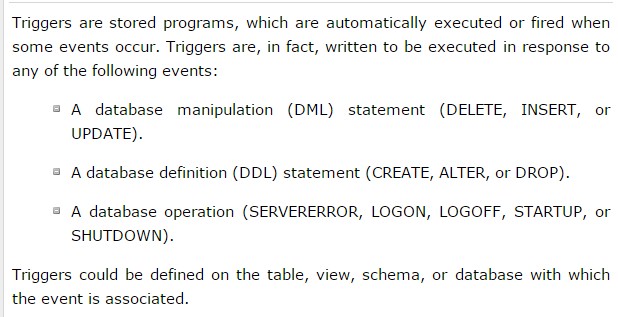 Triggers are stored programs, which are automatically executed or fired when
some events occur. Triggers are, in fact, written to be executed in response to
any of the following events:
A database manipulation (DML) statement (DELETE, INSERT, or
UPDATE).
A database definition (DDL) statement (CREATE, ALTER, or DROP).
A database operation (SERVERERROR, LOGON, LOGOFF, STARTUP, or
SHUTDOWN).
Triggers could be defined on the table, view, schema, or database with which
the event is associated.